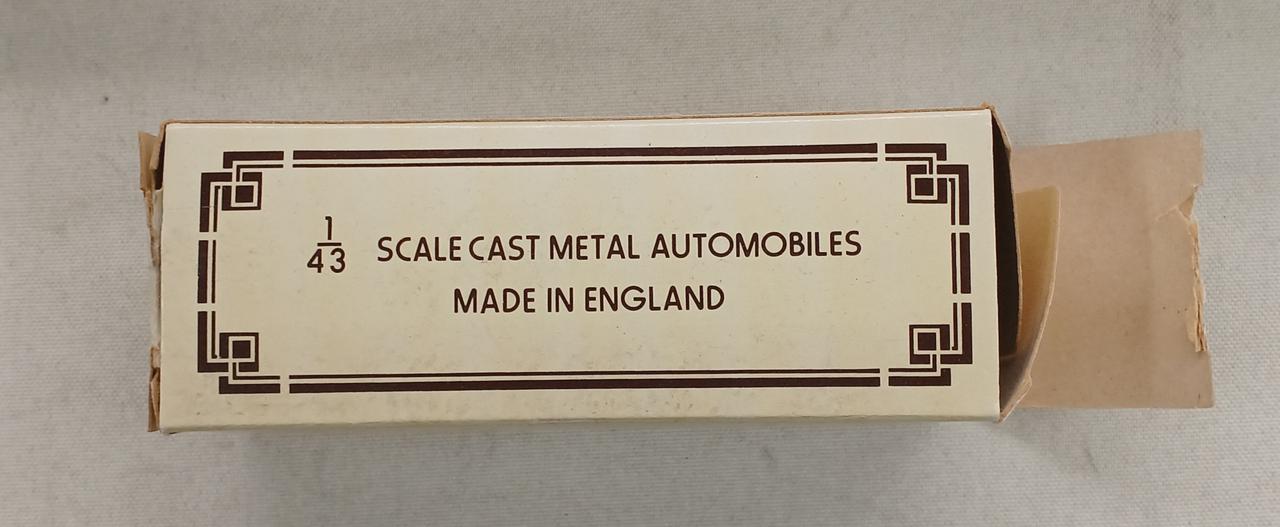 1/43 SCALE CAST METAL AUTOMOBILES
MADE IN ENGLAND